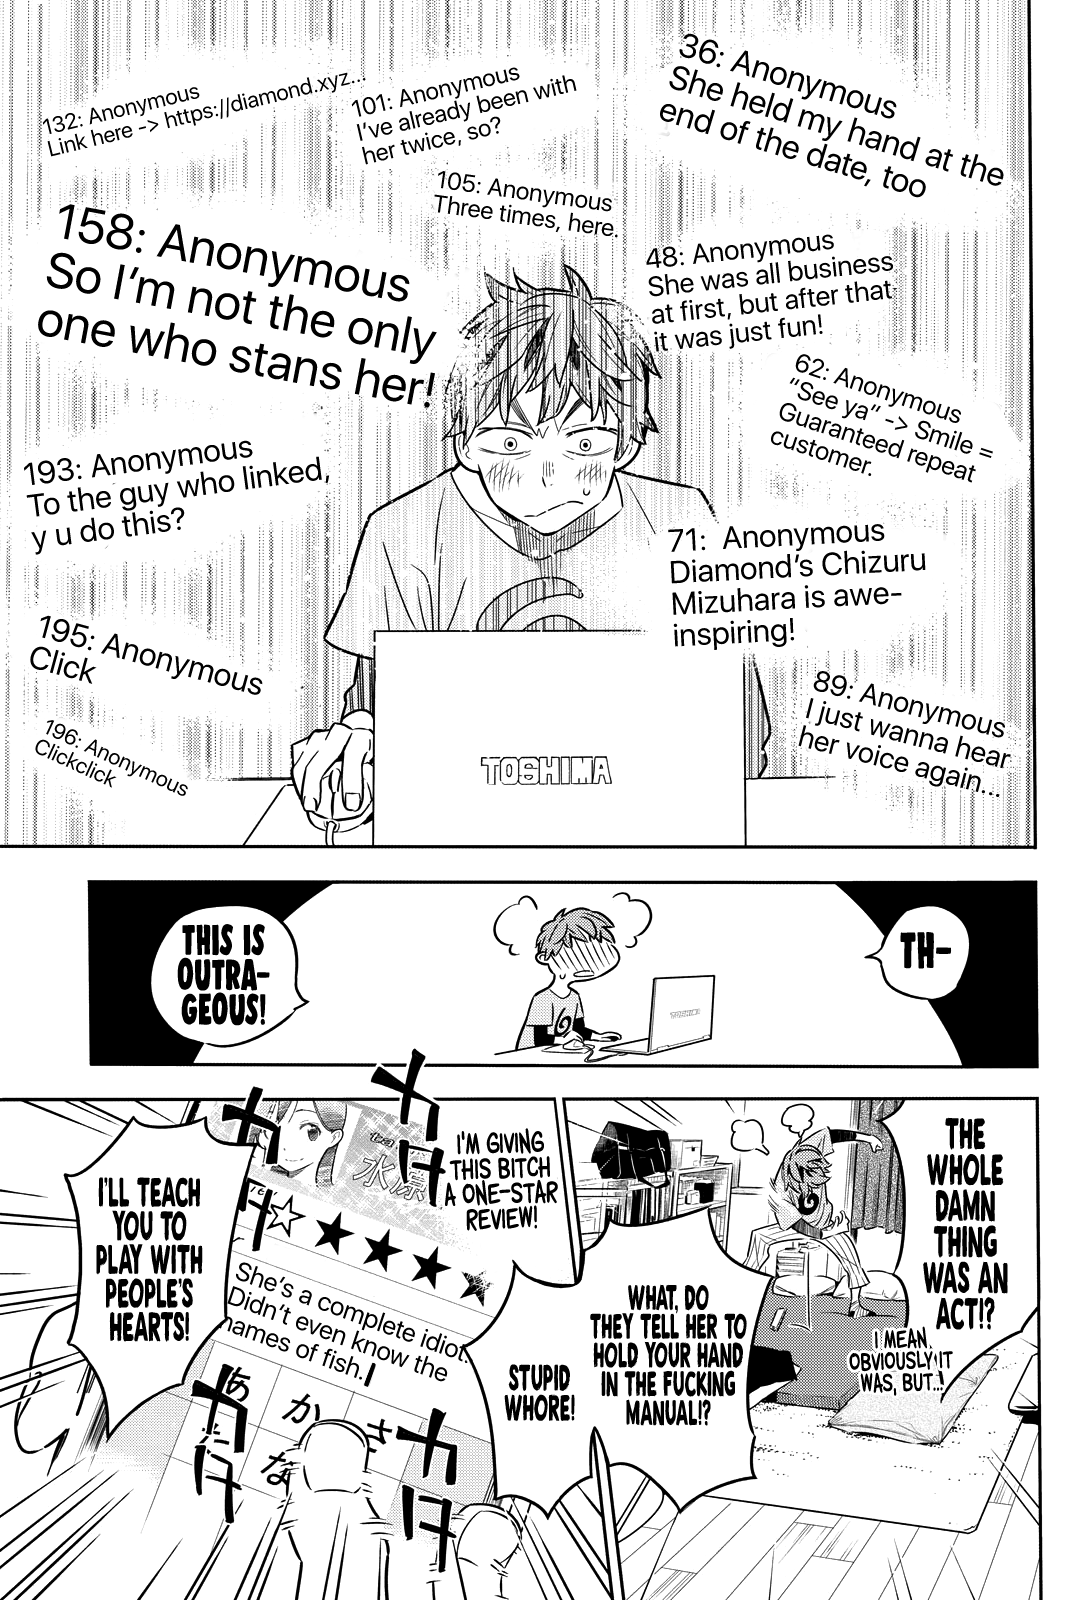 36: Anonymous
She held my hand at the
end of the date, too
101: Anonymous
I've already been with
her twice, so?
132: Anonymous
Link here -> https://diamond.xyz...
105: Anonymous
Three times, here.
48: Anonymous
She was all business
at first, but after that
it was just fun!
158: Anonymous
So I'm not the only
one who stans her!
62: Anonymous
“See ya” -> Smile =
Guaranteed repeat
customer.
193: Anonymous
To the guy who linked,
y u do this?
71: Anonymous
Diamond's Chizuru
Mizuhara is awe-
inspiring!
195: Anonymous
Click
89: Anonymous
I just wanna hear
her voice again...
196: Anonymous
Clickclick
TOSHIMA
TH-
THIS IS
OUTRA-
GEOUS!
TOSHIMA
THE
WHOLE
DAMN
THING
WAS AN
ACT!?
I MEAN,
OBVIOUSLY IT
WAS, BUT..!
WHAT, DO
THEY TELL HER TO
HOLD YOUR HAND
IN THE FUCKING
MANUAL!?
STUPID
WHORE!
I'M GIVING
THIS BITCH
A ONE-STAR
REVIEW!
水原
She's a complete idiot.
Didn't even know the
names of fish.
I'LL TEACH
YOU TO
PLAY WITH
PEOPLE'S
HEARTS!
カタ
カタ
カタ
カタ
あ
か
さ
た
な